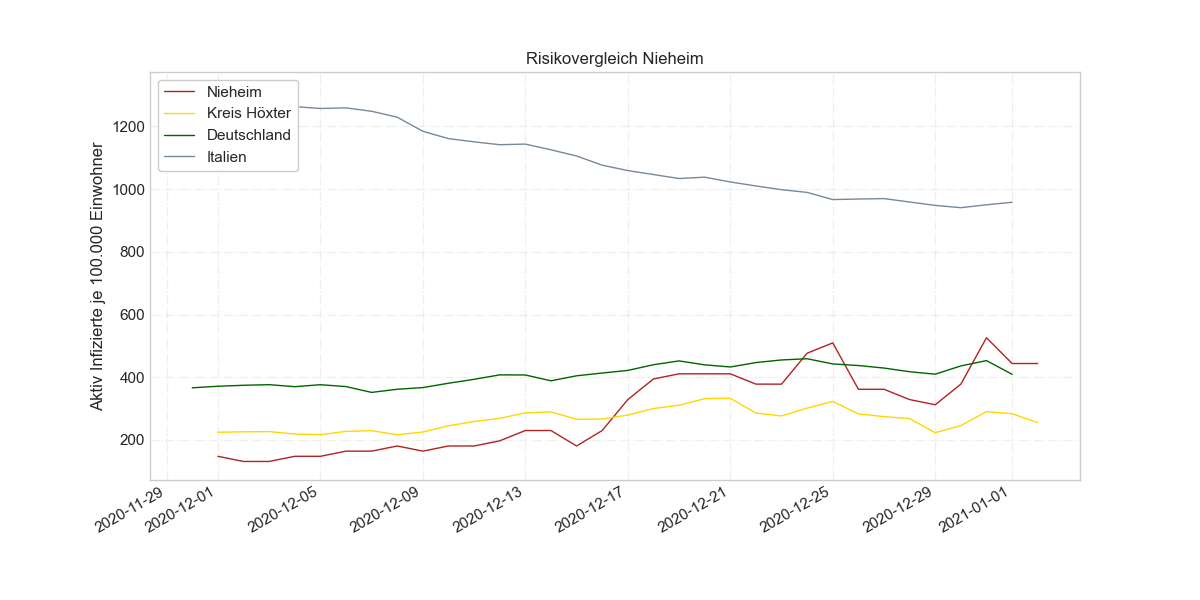 Risikovergleich Nieheim
Nieheim
Kreis Höxter
Deutschland
Italien
Aktiv Infizierte je 100.000 Einwohner
1200
1000
800
600
400
200
2020-11-29
2020-12-01
2020-12-05
2020-12-09
2020-12-13
2020-12-17
2020-12-21
2020-12-25
2020-12-29
2021-01-01